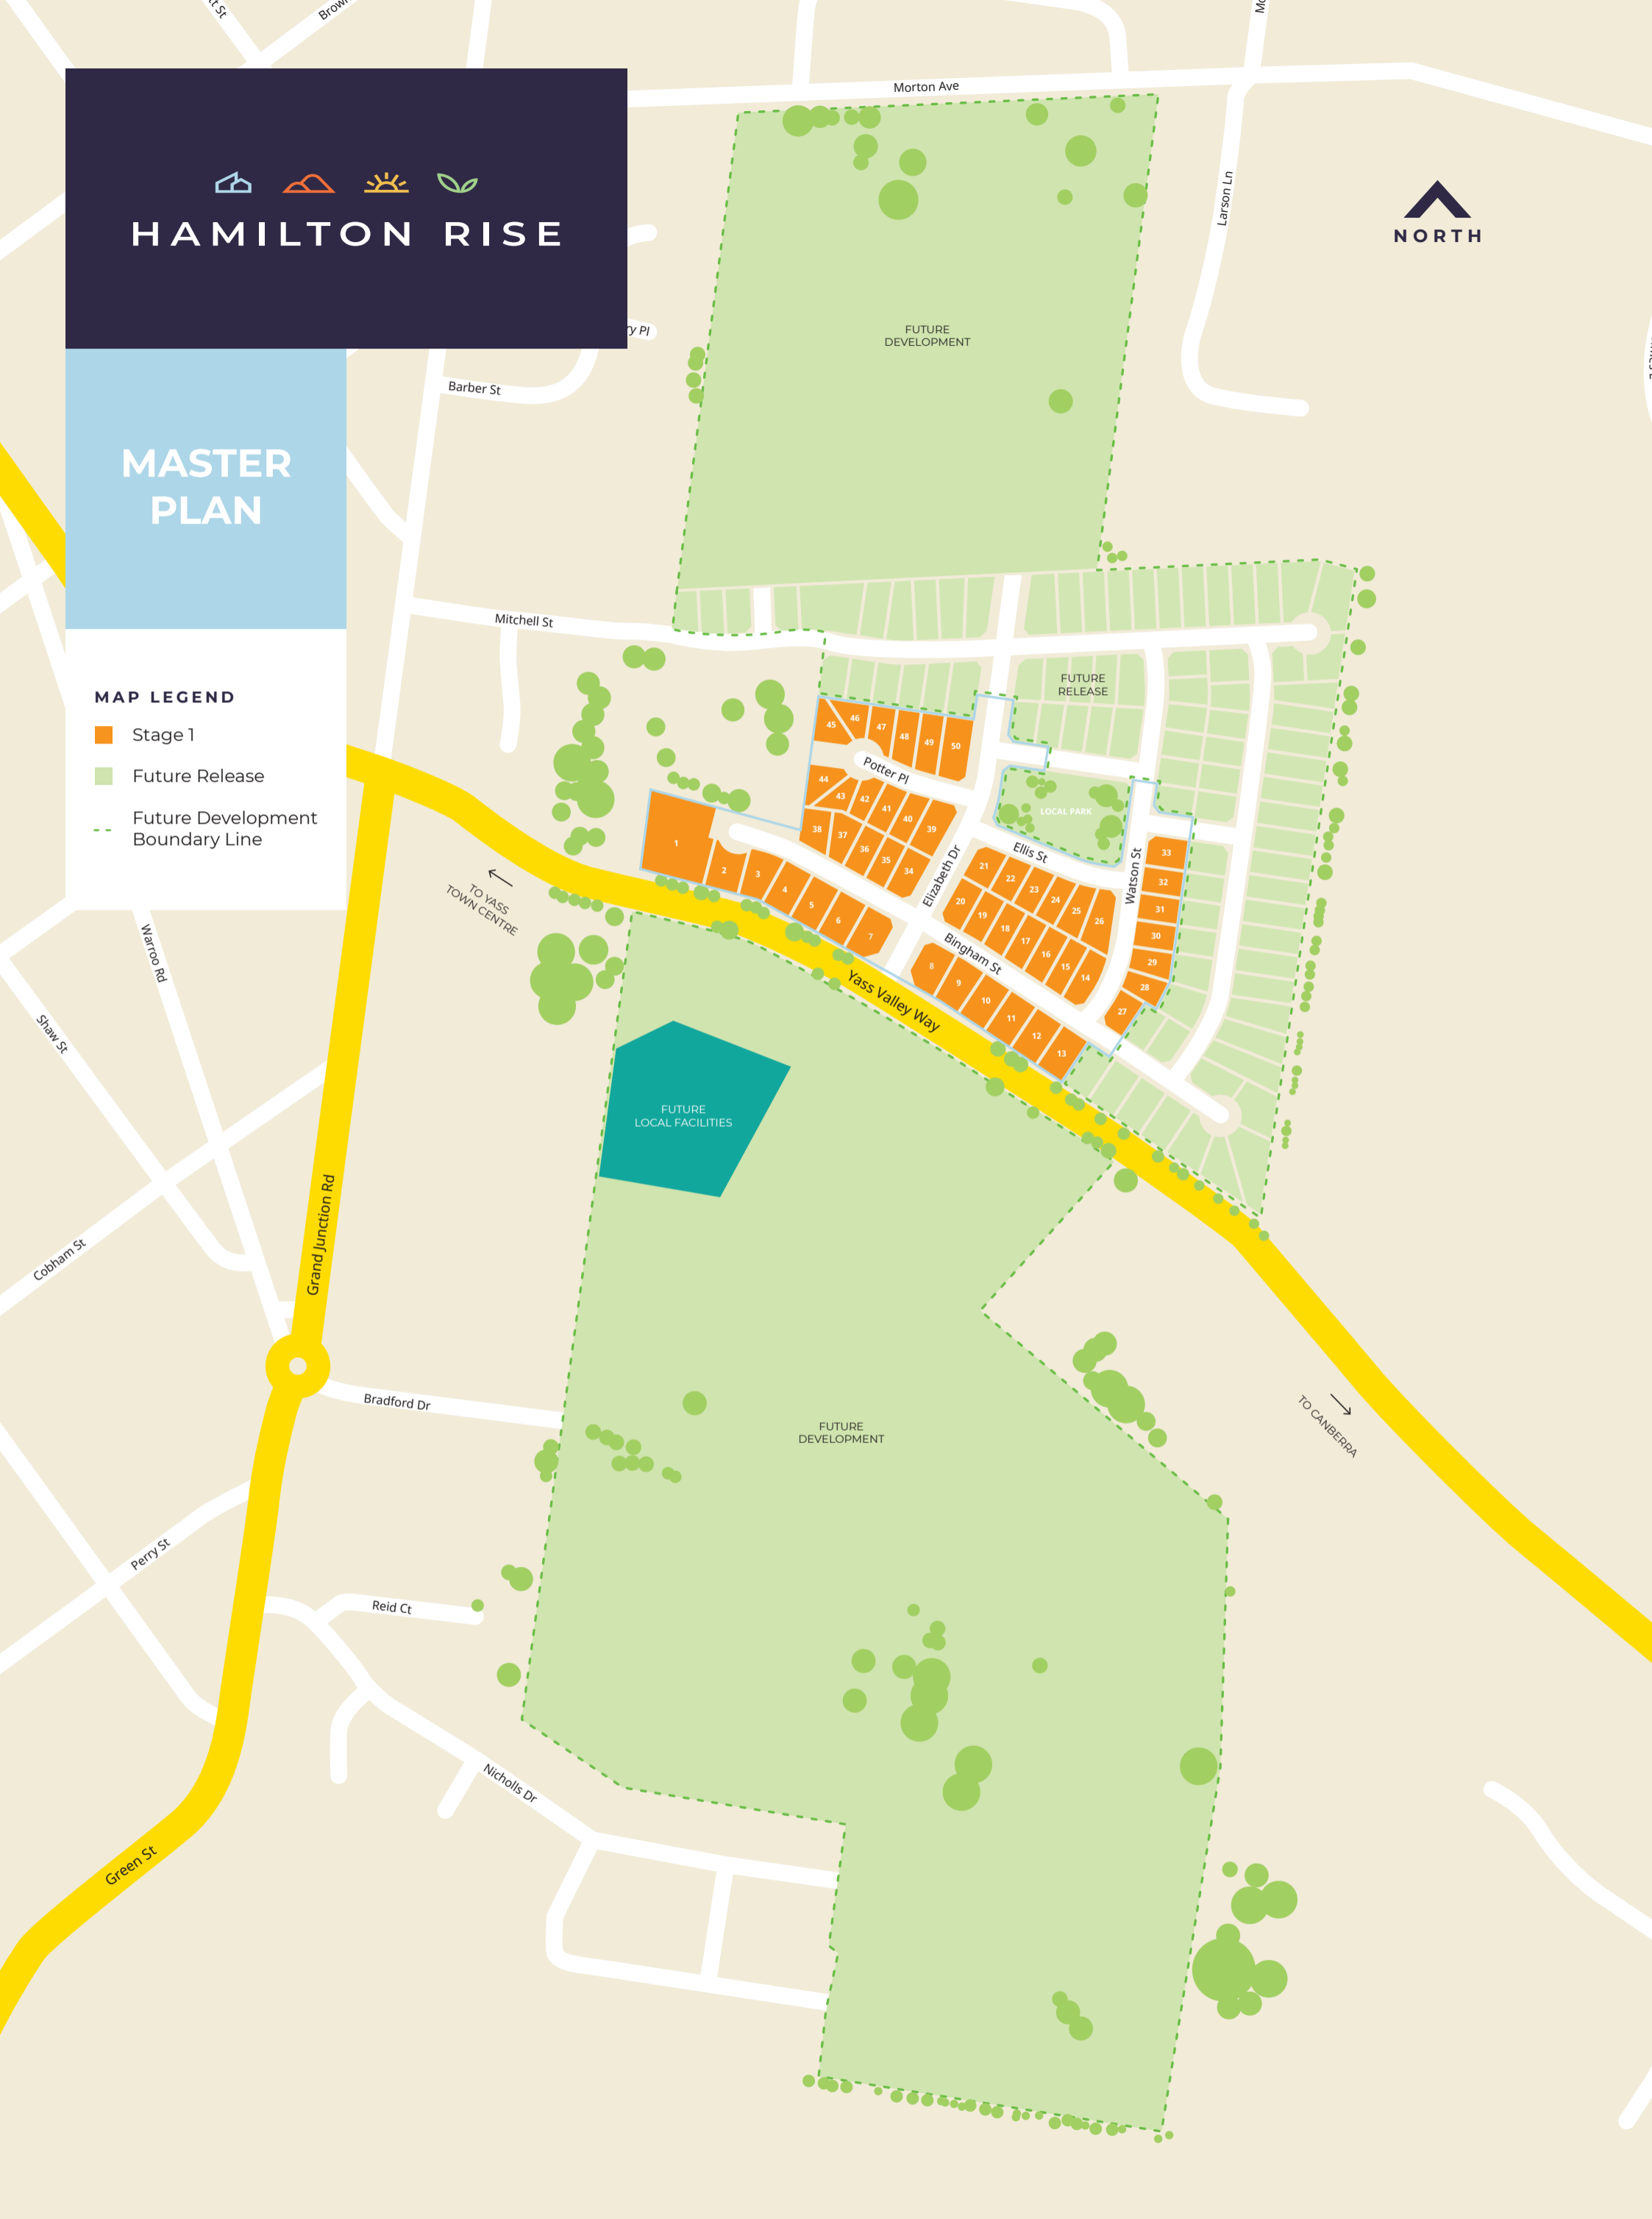 Morton Ave
Larson Ln
HAMILTON RISE
NORTH
MASTER
PLAN
FUTURE
DEVELOPMENT
Barber St
Mitchell St
MAP LEGEND
Stage 1
Future Release
Future Development
Boundary Line
FUTURE
RELEASE
45
46
47
48
49
50
Potter Pl
44
43
42
41
40
39
38
37
36
35
34
LOCAL PARK
1
2
3
4
5
6
7
Elizabeth Dr
Ellis St
Watson St
21
22
23
24
25
26
20
19
18
17
16
15
14
33
32
31
30
29
28
27
Bingham St
8
9
10
11
12
13
TO YASS
TOWN CENTRE
Yass Valley Way
Warroo Rd
Shaw St
FUTURE
LOCAL FACILITIES
Grand Junction Rd
Cobham St
Bradford Dr
FUTURE
DEVELOPMENT
TO CANBERRA
Perry St
Reid Ct
Nicholls Dr
Green St